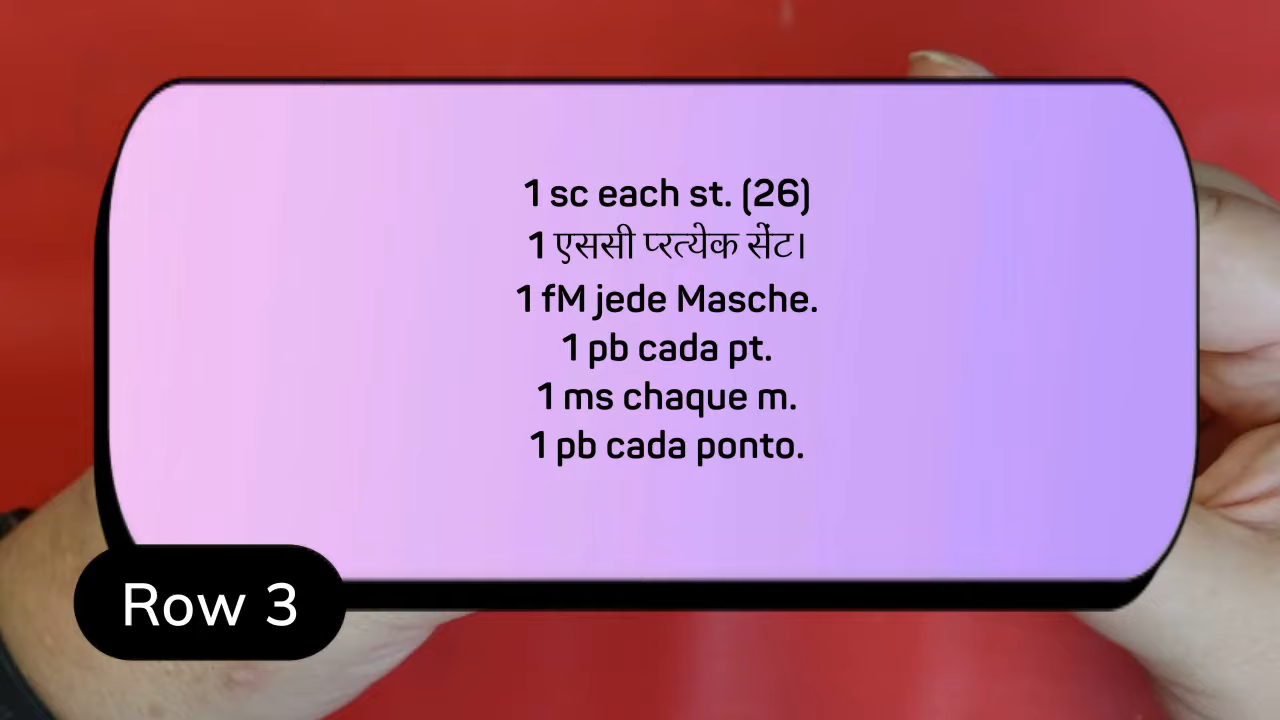 1 sc each st. (26)
1 एससी प्रत्येक सेंट।
1 fM jede Masche.
1 pb cada pt.
1 ms chaque m.
1 pb cada ponto.
Row 3